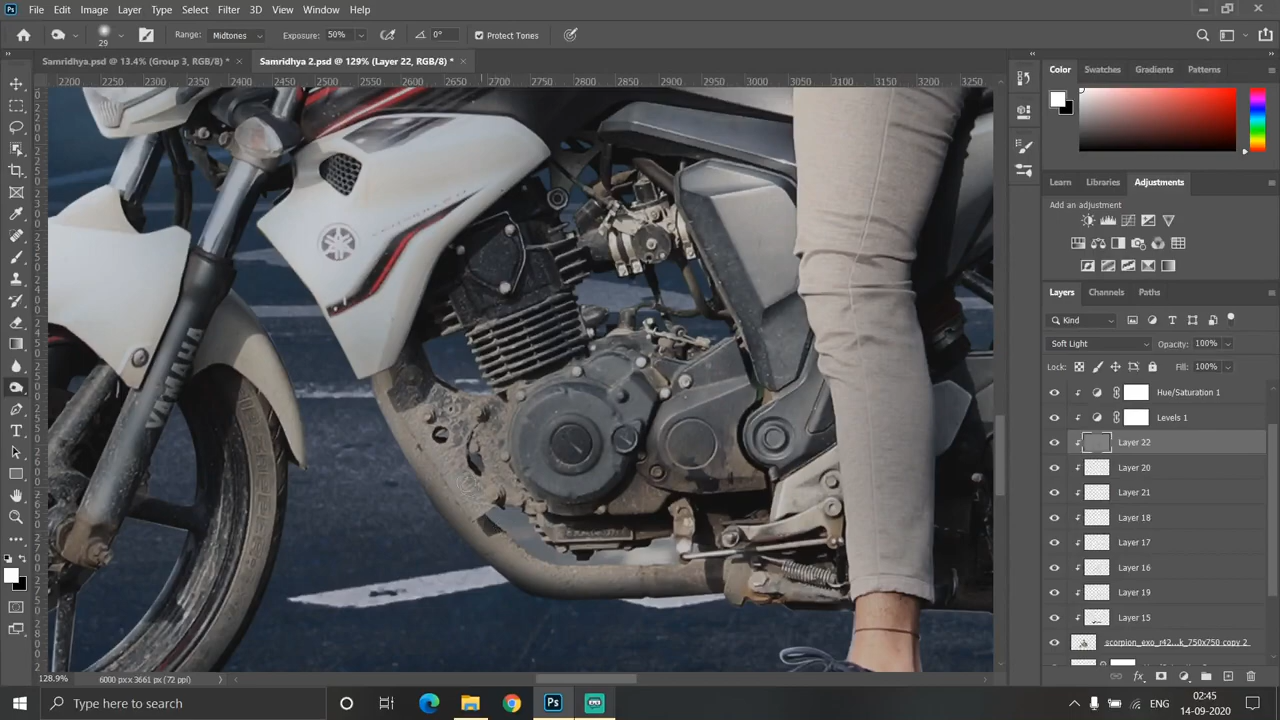 File Edit Image Layer Type Select Filter 3D View Window Help
29 Range: Midtones Exposure: 50% 0° Protect Tones
Samridhya.psd @ 13.4% (Group 3, RGB/8) * × Samridhya 2.psd @ 129% (Layer 22, RGB/8) * ×
2200 2250 2300 2350 2400 2450 2500 2550 2600 2650 2700 2750 2800 2850 2900 2950 3000 3050 3100 3150 3200 3250
Color Swatches Gradients Patterns
Learn Libraries Adjustments
Add an adjustment
Layers Channels Paths
Kind
Soft Light Opacity: 100%
Lock: Fill: 100%
Hue/Saturation 1
Levels 1
Layer 22
Layer 20
Layer 21
Layer 18
Layer 17
Layer 16
Layer 19
Layer 15
scorpion_exo_r42...k_750x750 copy 2
YAMAHA
128.9% 6000 px x 3661 px (72 ppi)
Type here to search
Ps
02:45
14-09-2020